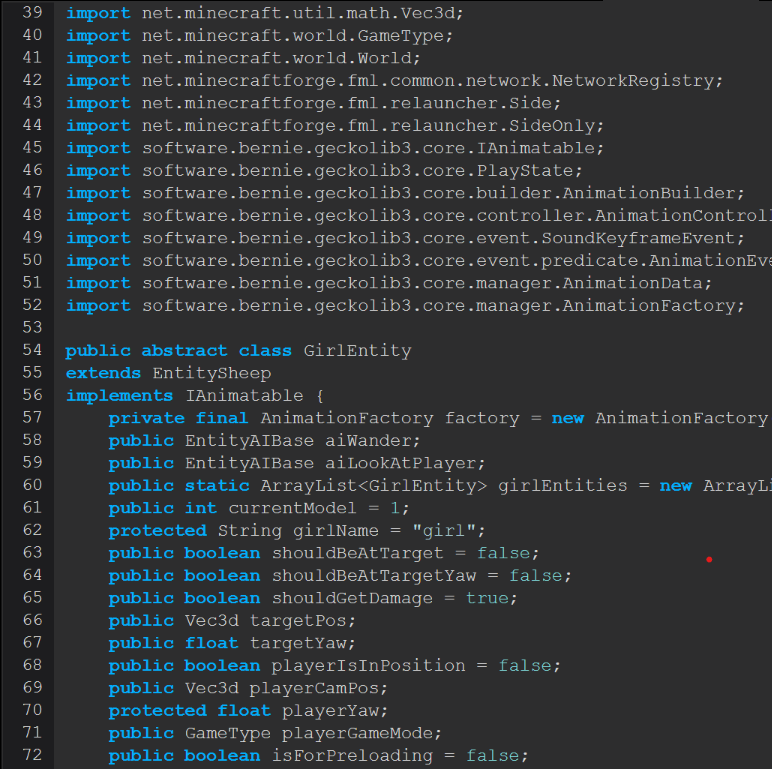 39 import net.minecraft.util.math.Vec3d;
40 import net.minecraft.world.GameType;
41 import net.minecraft.world.World;
42 import net.minecraftforge.fml.common.network.NetworkRegistry;
43 import net.minecraftforge.fml.relauncher.Side;
44 import net.minecraftforge.fml.relauncher.SideOnly;
45 import software.bernie.geckolib3.core.IAnimatable;
46 import software.bernie.geckolib3.core.PlayState;
47 import software.bernie.geckolib3.core.builder.AnimationBuilder;
48 import software.bernie.geckolib3.core.controller.AnimationControl
49 import software.bernie.geckolib3.core.event.SoundKeyframeEvent;
50 import software.bernie.geckolib3.core.event.predicate.AnimationEve
51 import software.bernie.geckolib3.core.manager.AnimationData;
52 import software.bernie.geckolib3.core.manager.AnimationFactory;
53
54 public abstract class GirlEntity
55 extends EntitySheep
56 implements IAnimatable {
57     private final AnimationFactory factory = new AnimationFactory
58     public EntityAIBase aiWander;
59     public EntityAIBase aiLookAtPlayer;
60     public static ArrayList<GirlEntity> girlEntities = new ArrayLi
61     public int currentModel = 1;
62     protected String girlName = "girl";
63     public boolean shouldBeAtTarget = false;
64     public boolean shouldBeAtTargetYaw = false;
65     public boolean shouldGetDamage = true;
66     public Vec3d targetPos;
67     public float targetYaw;
68     public boolean playerIsInPosition = false;
69     public Vec3d playerCamPos;
70     protected float playerYaw;
71     public GameType playerGameMode;
72     public boolean isForPreloading = false;